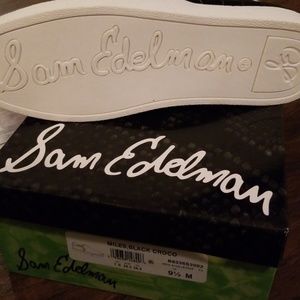 Sam Edelman®
Sam Edelman
MILES BLACK CROCO
9½ M
Sam Edelman